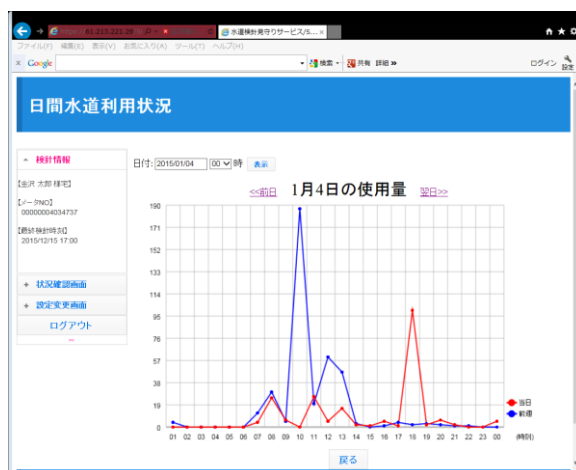 61.213.221.29
水道検針見守りサービス/S...
ファイル(F) 編集(E) 表示(V) お気に入り(A) ツール(T) ヘルプ(H)
Google 検索 共有 詳細 » ログイン 設定
日間水道利用状況
検針情報
【金沢 太郎 様宅】
【メータNO】
00000004034737
【最終検針時刻】
2015/12/15 17:00
+ 状況確認画面
+ 設定変更画面
ログアウト
日付: 2015/01/04 00 時 表示
<<前日 1月4日の使用量 翌日>>
190
171
152
133
114
95
76
57
38
19
0
01 02 03 04 05 06 07 08 09 10 11 12 13 14 15 16 17 18 19 20 21 22 23 00 (時刻)
当日
前週
戻る